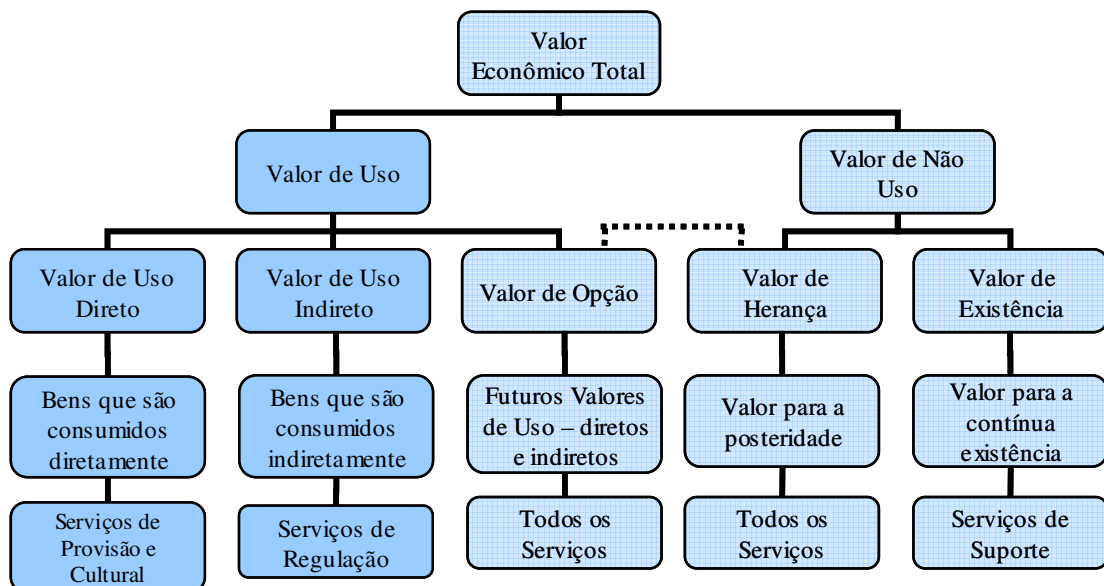 Valor
Econômico Total
Valor de Uso
Valor de Não
Uso
Valor de Uso
Direto
Valor de Uso
Indireto
Valor de Opção
Valor de
Herança
Valor de
Existência
Bens que são
consumidos
diretamente
Bens que são
consumidos
indiretamente
Futuros Valores
de Uso – diretos
e indiretos
Valor para a
posteridade
Valor para a
contínua
existência
Serviços de
Provisão e
Cultural
Serviços de
Regulação
Todos os
Serviços
Todos os
Serviços
Serviços de
Suporte